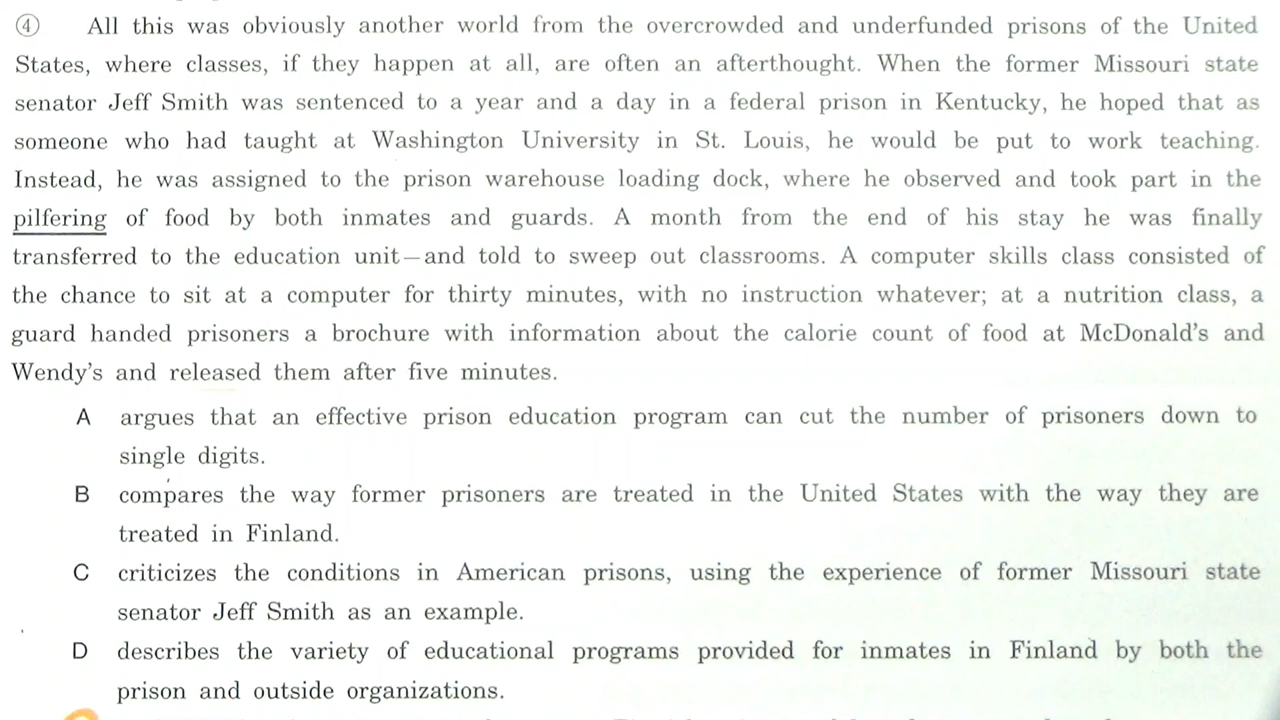 ④ All this was obviously another world from the overcrowded and underfunded prisons of the United
States, where classes, if they happen at all, are often an afterthought. When the former Missouri state
senator Jeff Smith was sentenced to a year and a day in a federal prison in Kentucky, he hoped that as
someone who had taught at Washington University in St. Louis, he would be put to work teaching.
Instead, he was assigned to the prison warehouse loading dock, where he observed and took part in the
pilfering of food by both inmates and guards. A month from the end of his stay he was finally
transferred to the education unit—and told to sweep out classrooms. A computer skills class consisted of
the chance to sit at a computer for thirty minutes, with no instruction whatever; at a nutrition class, a
guard handed prisoners a brochure with information about the calorie count of food at McDonald's and
Wendy's and released them after five minutes.
A argues that an effective prison education program can cut the number of prisoners down to
single digits.
B compares the way former prisoners are treated in the United States with the way they are
treated in Finland.
C criticizes the conditions in American prisons, using the experience of former Missouri state
senator Jeff Smith as an example.
D describes the variety of educational programs provided for inmates in Finland by both the
prison and outside organizations.